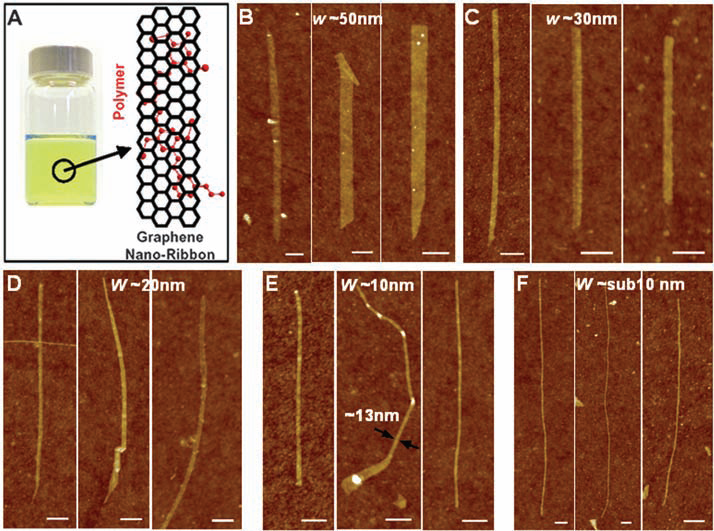 A
Polymer
Graphene
Nano-Ribbon
B
w ~50nm
C
w ~30nm
D
W ~20nm
E
W ~10nm
~13nm
F
W ~sub10 nm